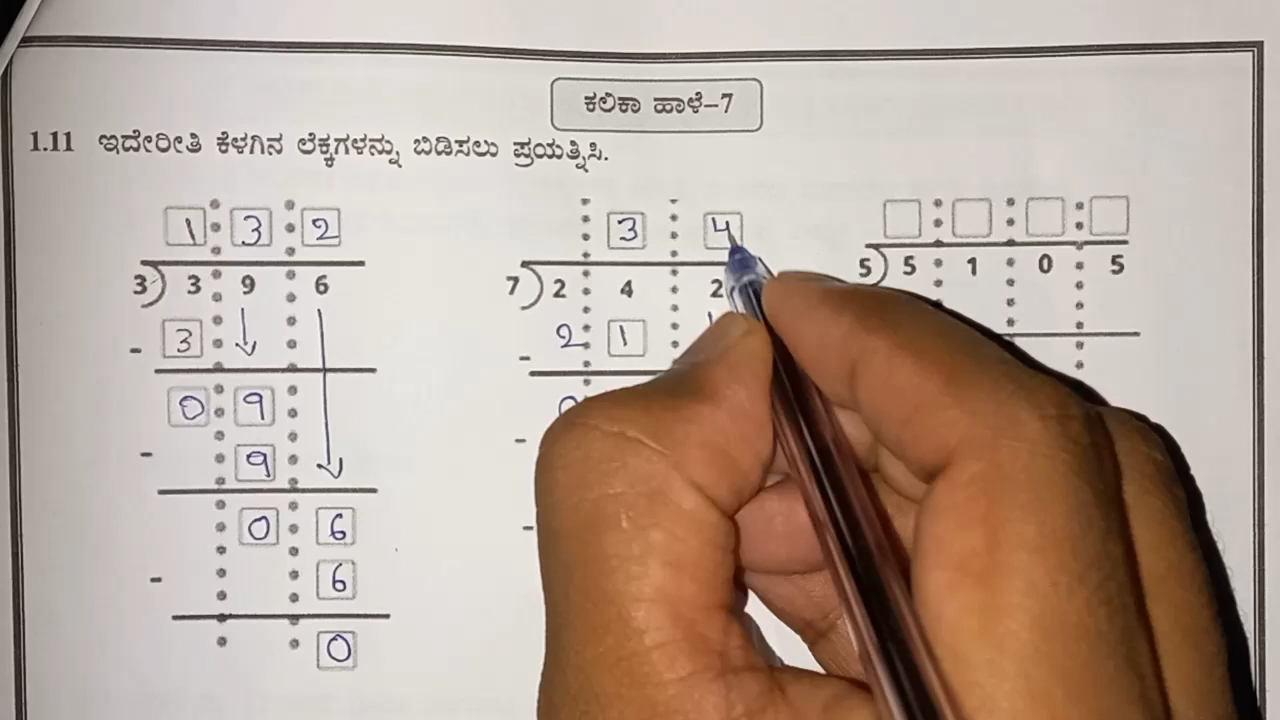 ಕಲಿಕಾ ಹಾಳೆ–7
1.11 ಇದೇರೀತಿ ಕೆಳಗಿನ ಲೆಕ್ಕಗಳನ್ನು ಬಿಡಿಸಲು ಪ್ರಯತ್ನಿಸಿ.
1 3 2
3) 3 9 6
- 3
0 9
- 9
0 6
- 6
0
3 4
7) 2 4 2
- 2 1
0
-
-
5) 5 1 0 5